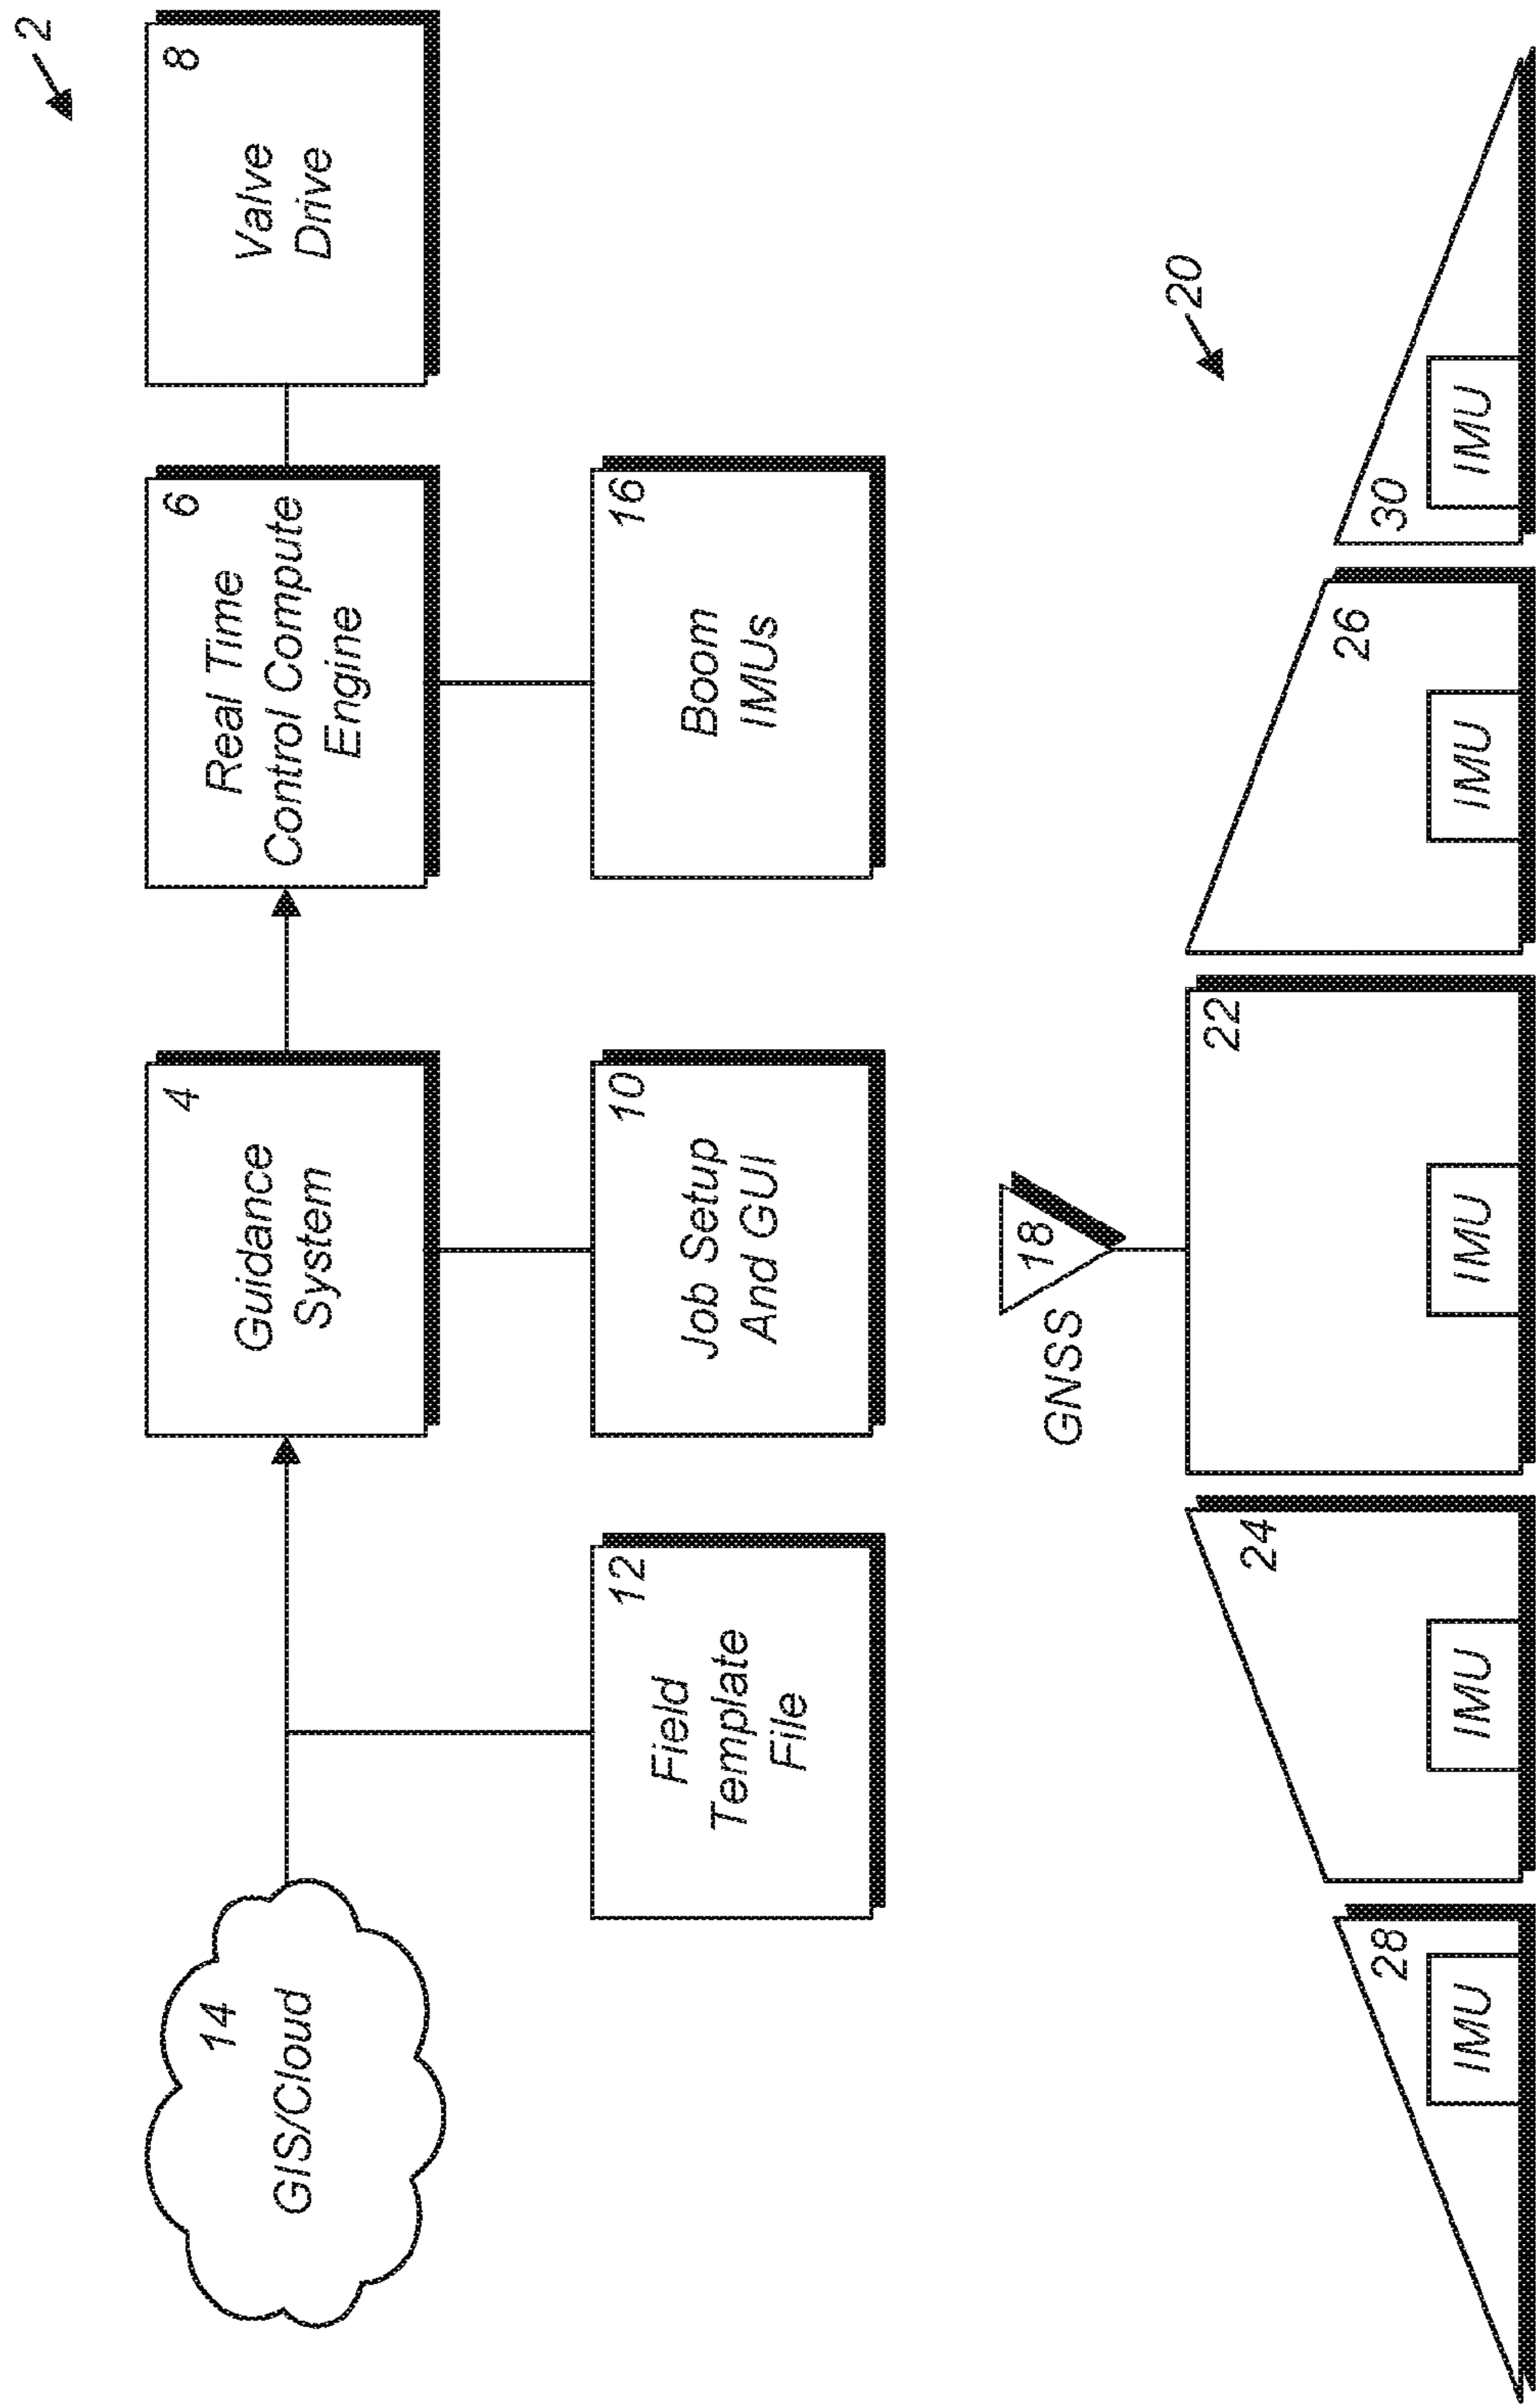 2
14
GIS/Cloud
4
Guidance
System
6
Real Time
Control Compute
Engine
8
Valve
Drive
12
Field
Template
File
10
Job Setup
And GUI
16
Boom
IMUs
GNSS
18
20
28
IMU
24
IMU
22
IMU
26
IMU
30
IMU